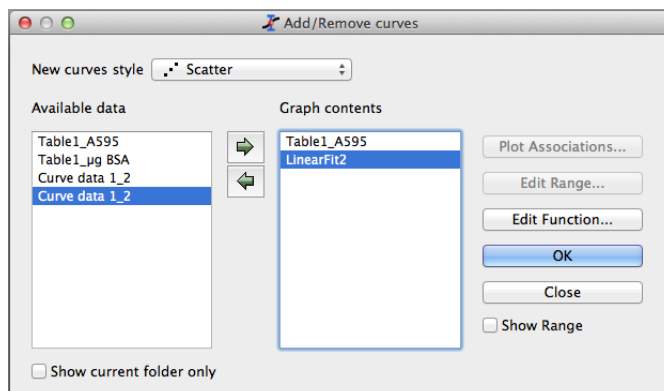 Add/Remove curves
New curves style Scatter
Available data
Graph contents
Table1_A595
Table1_µg BSA
Curve data 1_2
Curve data 1_2
Table1_A595
LinearFit2
Plot Associations...
Edit Range...
Edit Function...
OK
Close
Show Range
Show current folder only